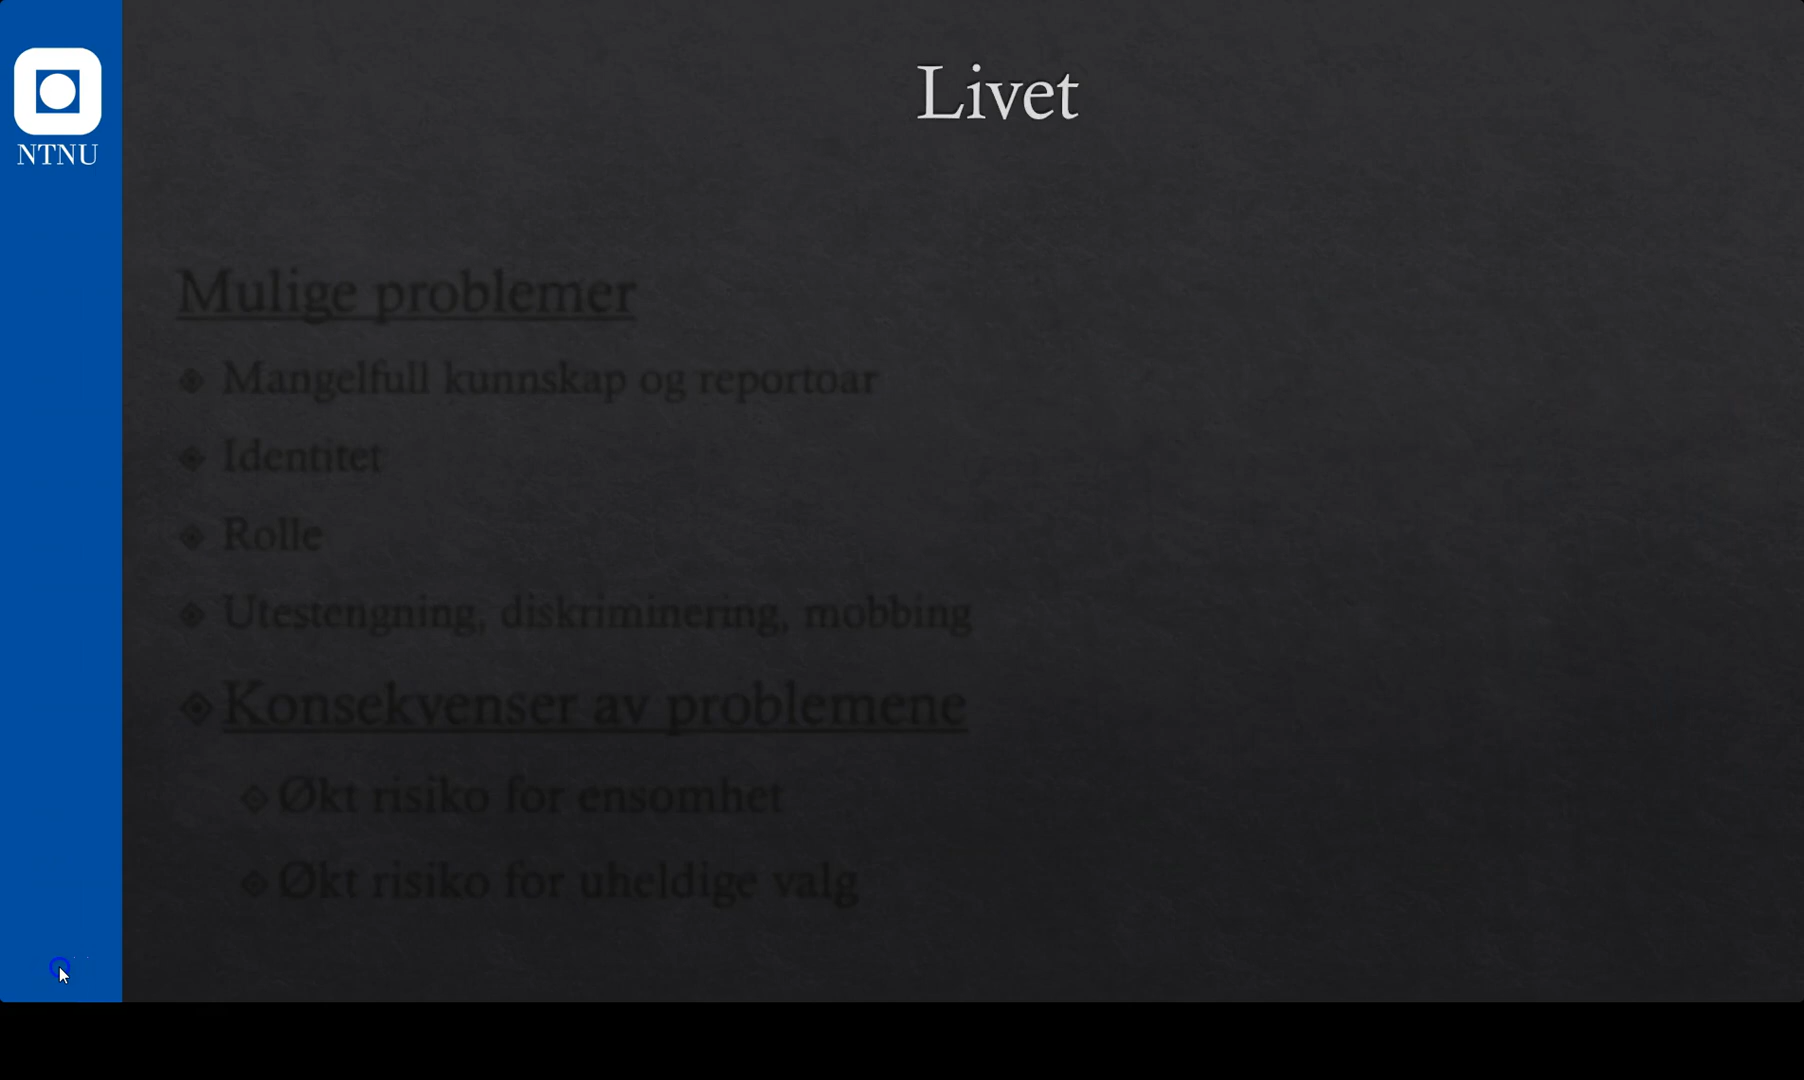 NTNU
Livet
Mulige problemer
Mangelfull kunnskap og reportoar
Identitet
Rolle
Utestengning, diskriminering, mobbing
Konsekvenser av problemene
Økt risiko for ensomhet
Økt risiko for uheldige valg